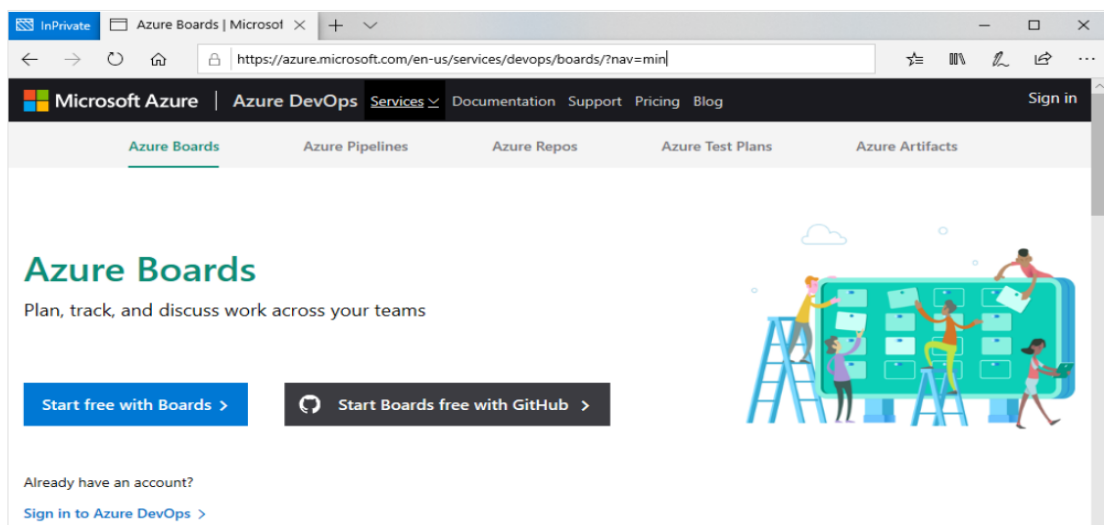 InPrivate Azure Boards | Microsof
https://azure.microsoft.com/en-us/services/devops/boards/?nav=min
Microsoft Azure | Azure DevOps Services Documentation Support Pricing Blog Sign in
Azure Boards Azure Pipelines Azure Repos Azure Test Plans Azure Artifacts
Azure Boards
Plan, track, and discuss work across your teams
Start free with Boards > Start Boards free with GitHub >
Already have an account?
Sign in to Azure DevOps >